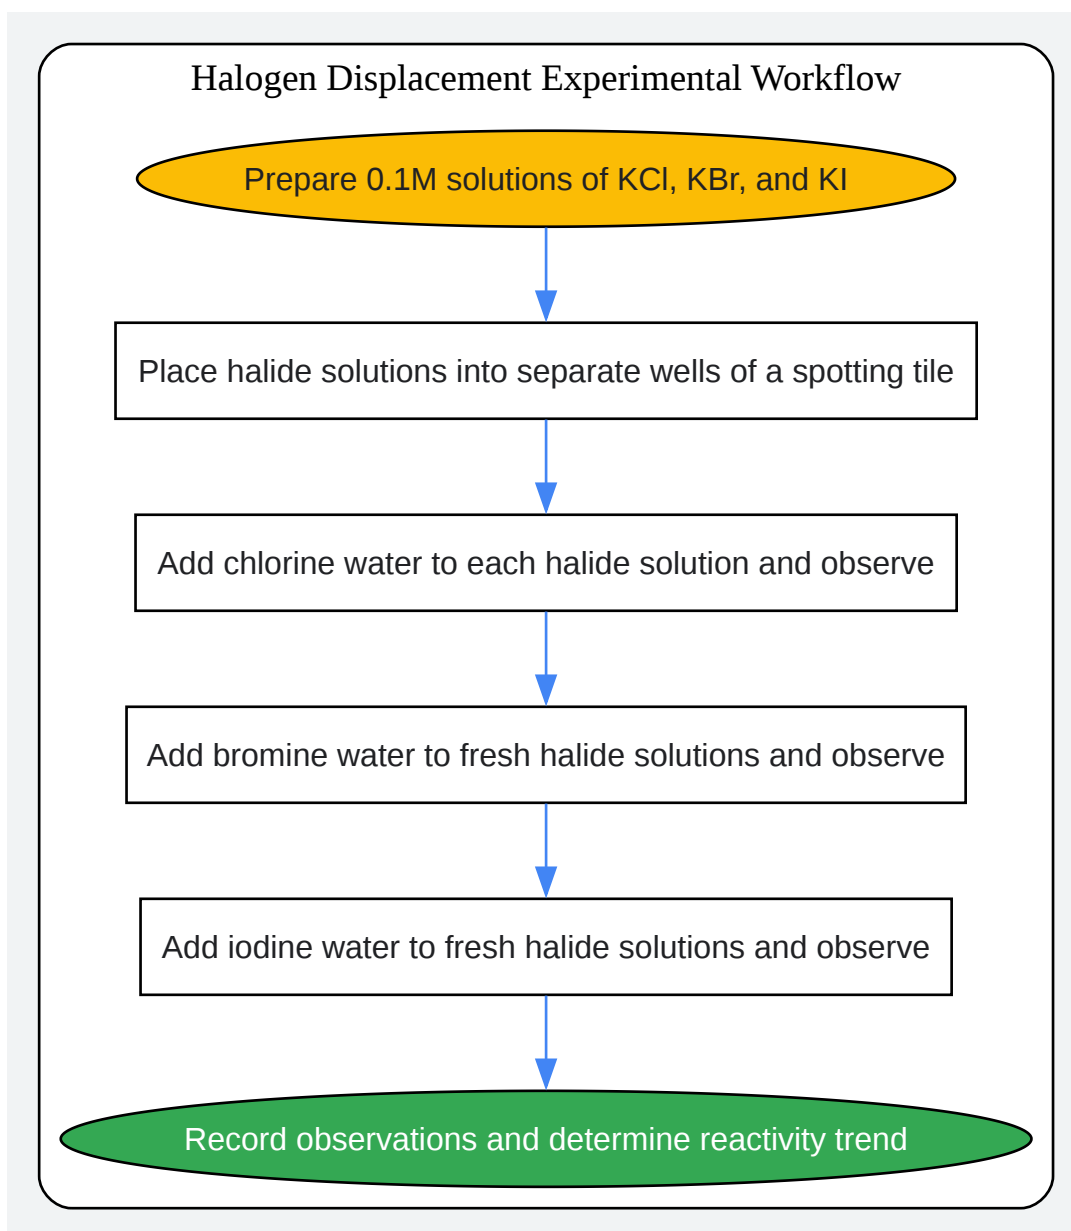 Halogen Displacement Experimental Workflow
Prepare 0.1M solutions of KCl, KBr, and KI
Place halide solutions into separate wells of a spotting tile
Add chlorine water to each halide solution and observe
Add bromine water to fresh halide solutions and observe
Add iodine water to fresh halide solutions and observe
Record observations and determine reactivity trend